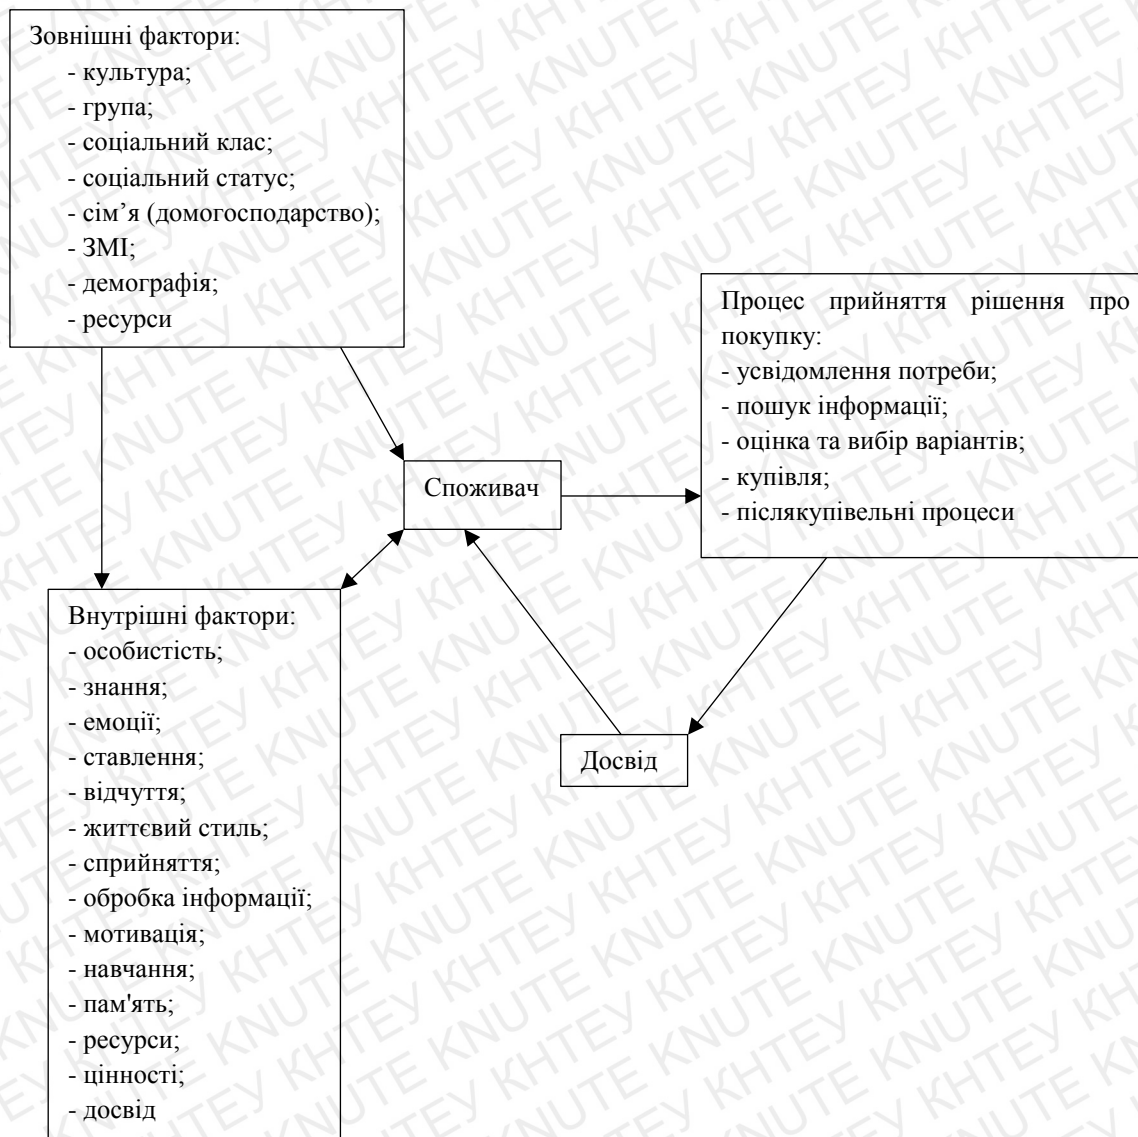 Зовнішні фактори:
- культура;
- група;
- соціальний клас;
- соціальний статус;
- сім’я (домогосподарство);
- ЗМІ;
- демографія;
- ресурси
Процес прийняття рішення про
покупку:
- усвідомлення потреби;
- пошук інформації;
- оцінка та вибір варіантів;
- купівля;
- післякупівельні процеси
Споживач
Внутрішні фактори:
- особистість;
- знання;
- емоції;
- ставлення;
- відчуття;
- життєвий стиль;
- сприйняття;
- обробка інформації;
- мотивація;
- навчання;
- пам'ять;
- ресурси;
- цінності;
- досвід
Досвід
KNUTE КНТЕУ